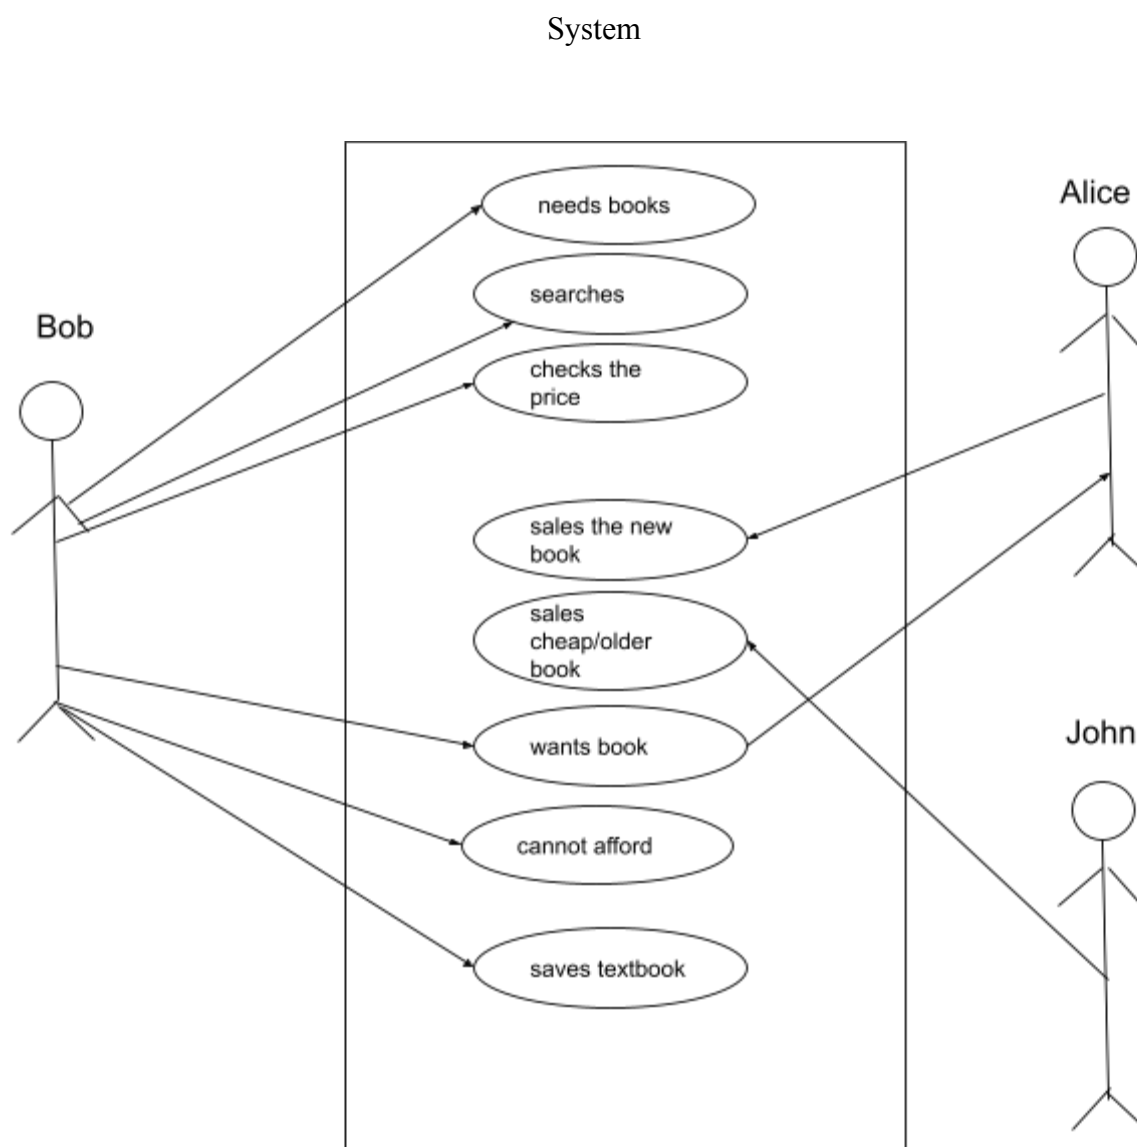 System
Alice
needs books
searches
Bob
checks the
price
sales the new
book
sales
cheap/older
book
John
wants book
cannot afford
saves textbook